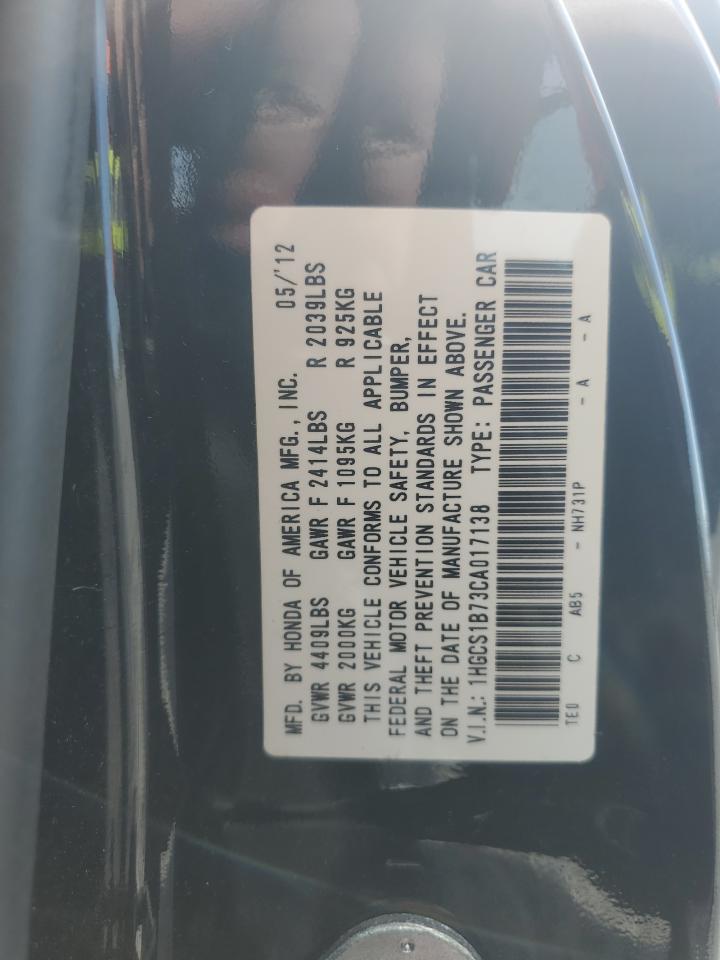 MFD. BY HONDA OF AMERICA MFG., INC. 05/'12
GVWR 4409LBS GAWR F 2414LBS R 2039LBS
GVWR 2000KG GAWR F 1095KG R 925KG
THIS VEHICLE CONFORMS TO ALL APPLICABLE
FEDERAL MOTOR VEHICLE SAFETY, BUMPER,
AND THEFT PREVENTION STANDARDS IN EFFECT
ON THE DATE OF MANUFACTURE SHOWN ABOVE.
V.I.N.: 1HGCS1B73CA017138 TYPE: PASSENGER CAR
TE0 C AB5 - NH731P - A - A